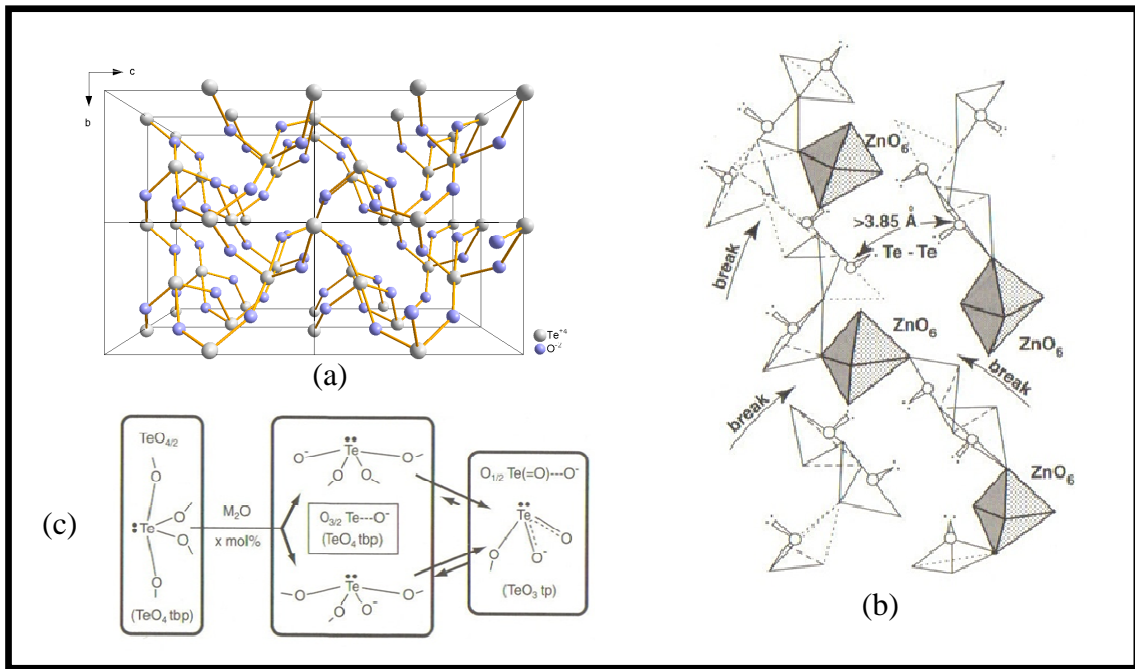 c
b
Te+4
O-2
(a)
ZnO6
>3.85 Å
Te - Te
break
ZnO6
ZnO6
break
break
ZnO6
(b)
(c)
TeO4/2
O
Te
O
O
O
(TeO4 tbp)
M2O
x mol%
O-
Te
O
O
O
O3/2 Te---O-
(TeO4 tbp)
O
Te
O
O
O-
O1/2 Te(=O)---O-
Te
O
O
O-
(TeO3 tp)